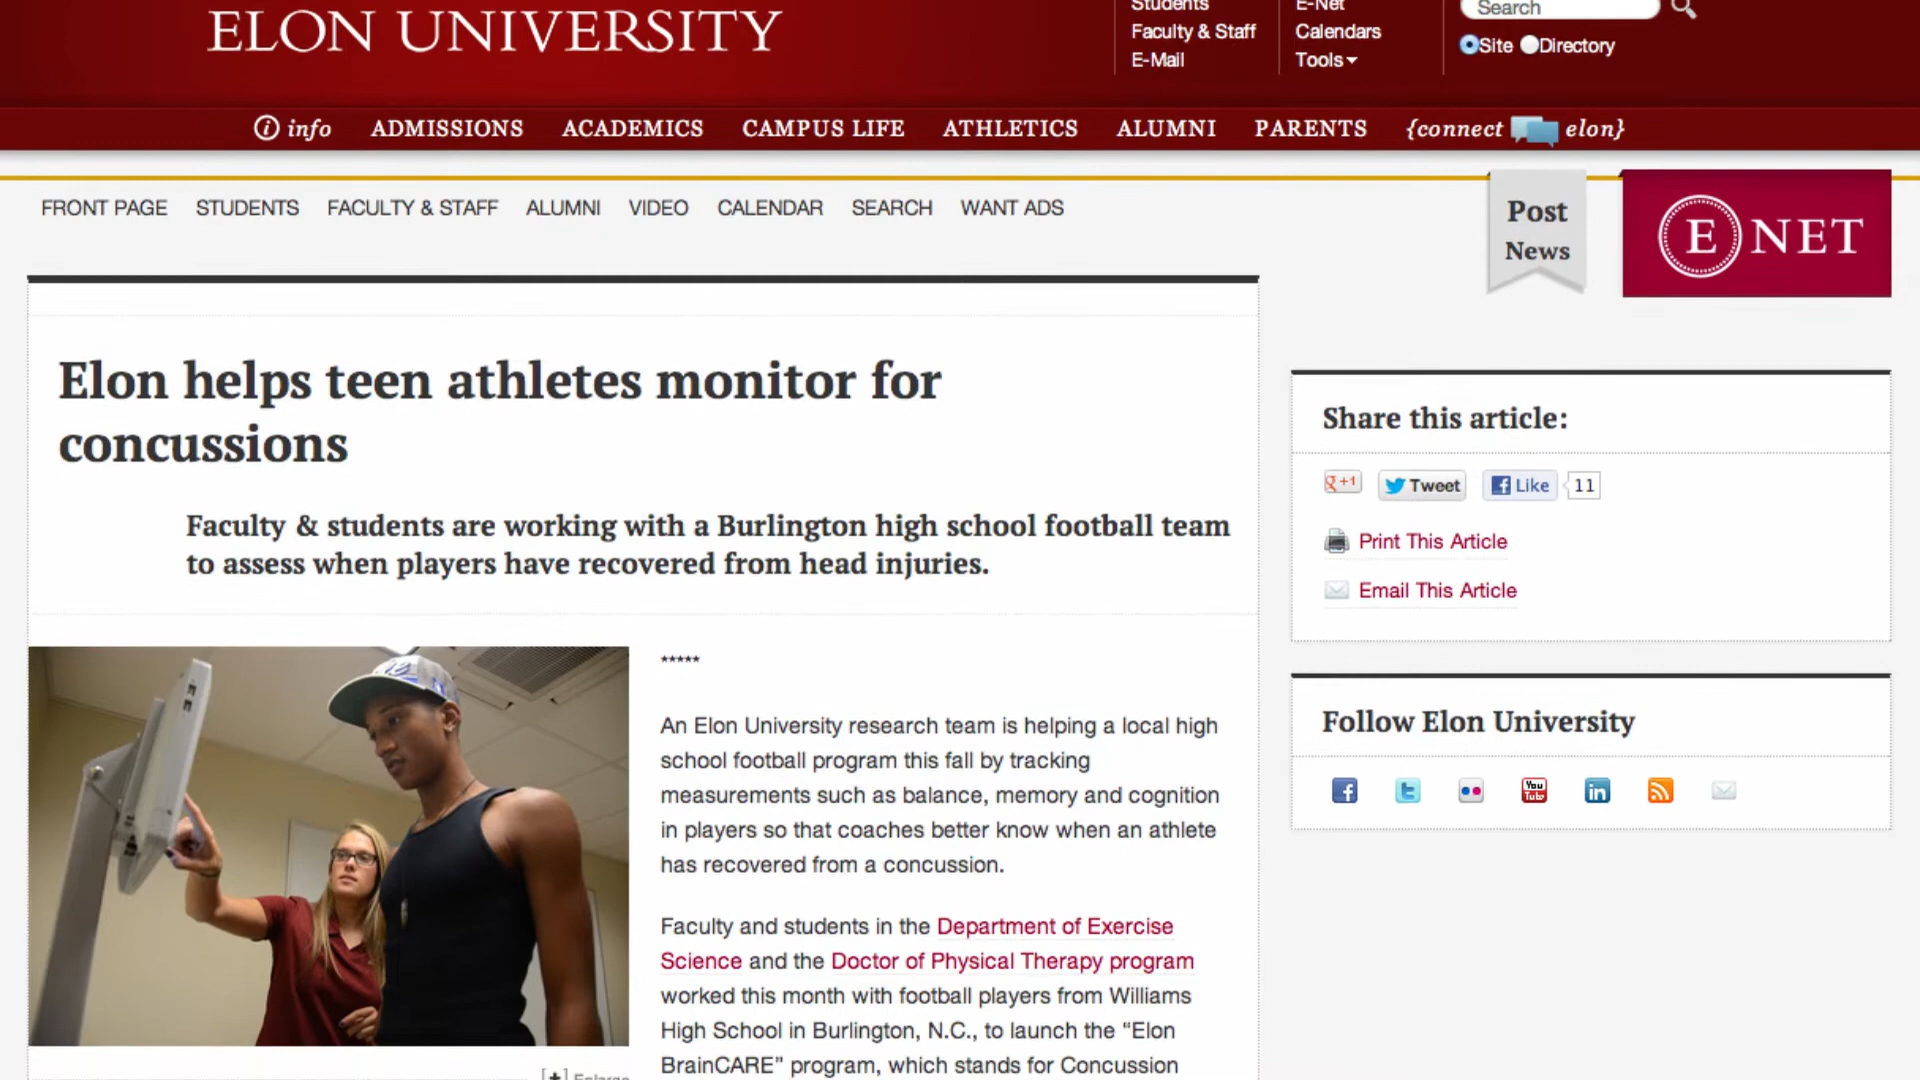 ELON UNIVERSITY
Students
Faculty & Staff
E-Mail
E-Net
Calendars
Tools
Search
Site Directory
info ADMISSIONS ACADEMICS CAMPUS LIFE ATHLETICS ALUMNI PARENTS {connect elon}
FRONT PAGE STUDENTS FACULTY & STAFF ALUMNI VIDEO CALENDAR SEARCH WANT ADS
Post
News
E NET
Elon helps teen athletes monitor for
concussions
Faculty & students are working with a Burlington high school football team
to assess when players have recovered from head injuries.
*****
An Elon University research team is helping a local high
school football program this fall by tracking
measurements such as balance, memory and cognition
in players so that coaches better know when an athlete
has recovered from a concussion.
Faculty and students in the Department of Exercise
Science and the Doctor of Physical Therapy program
worked this month with football players from Williams
High School in Burlington, N.C., to launch the “Elon
BrainCARE” program, which stands for Concussion
[+] Enlarge
Share this article:
g+1 Tweet Like 11
Print This Article
Email This Article
Follow Elon University
You
Tube
in